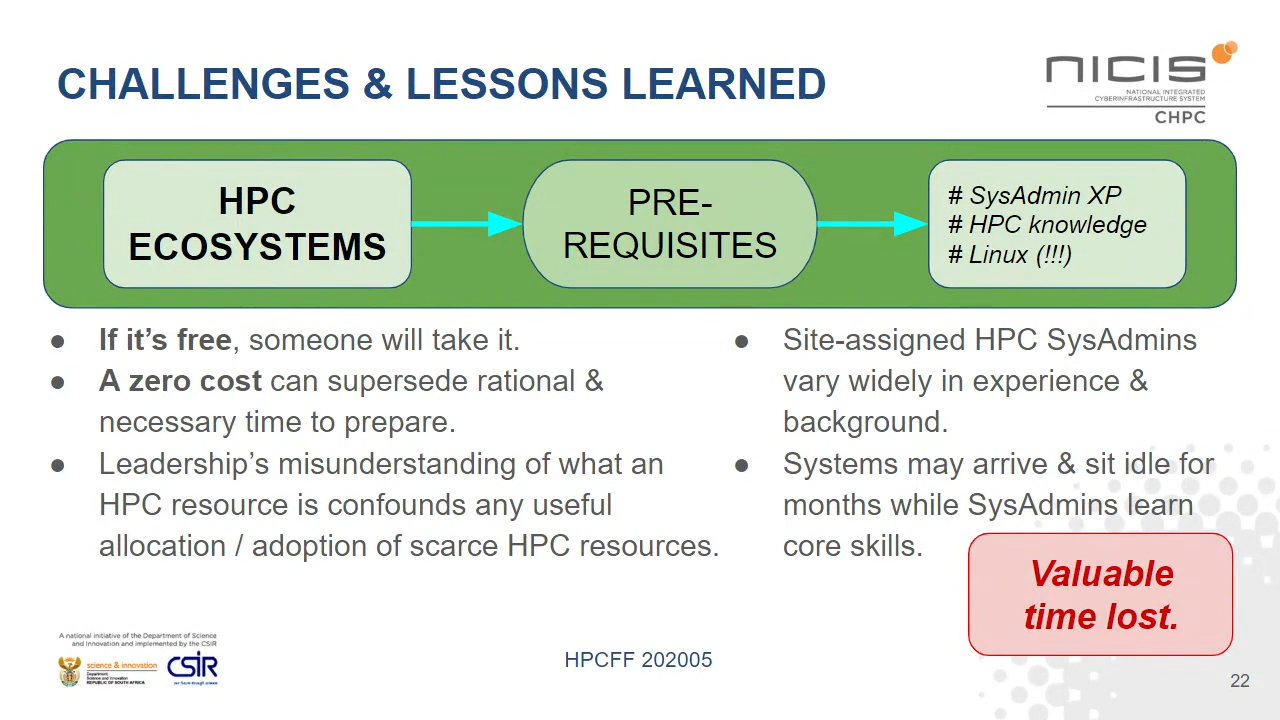 CHALLENGES & LESSONS LEARNED
NICIS
NATIONAL INTEGRATED
CYBERINFRASTRUCTURE SYSTEM
CHPC
HPC
ECOSYSTEMS
PRE-
REQUISITES
# SysAdmin XP
# HPC knowledge
# Linux (!!!)
● If it’s free, someone will take it.
● A zero cost can supersede rational &
necessary time to prepare.
● Leadership’s misunderstanding of what an
HPC resource is confounds any useful
allocation / adoption of scarce HPC resources.
● Site-assigned HPC SysAdmins
vary widely in experience &
background.
● Systems may arrive & sit idle for
months while SysAdmins learn
core skills.
Valuable
time lost.
A national initiative of the Department of Science
and Innovation and implemented by the CSIR
science & innovation
Department:
Science and Innovation
REPUBLIC OF SOUTH AFRICA
CSIR
HPCFF 202005
22